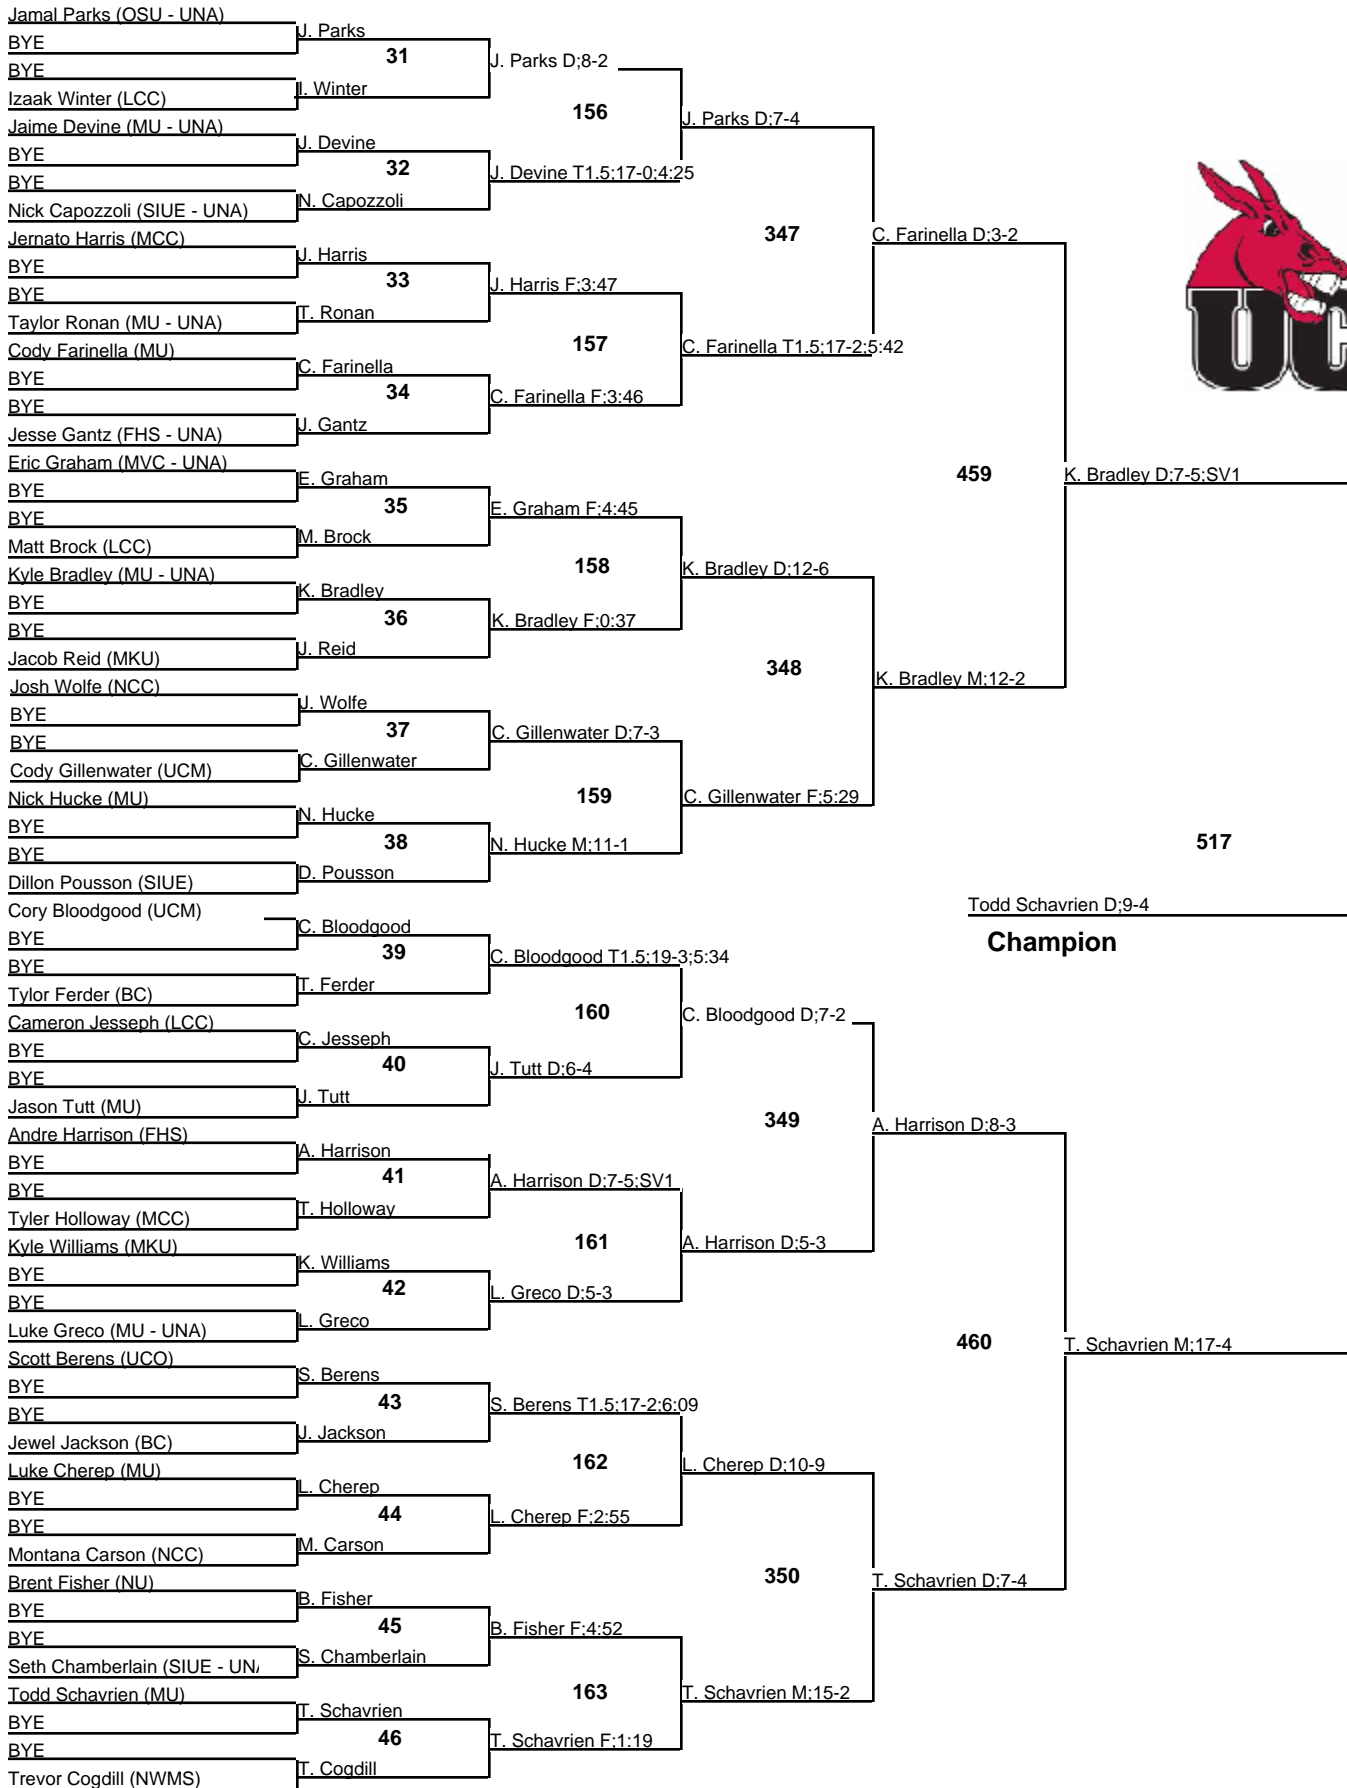 Jamal Parks (OSU - UNA)
BYE
BYE
Izaak Winter (LCC)
Jaime Devine (MU - UNA)
BYE
BYE
Nick Capozzoli (SIUE - UNA)
Jernato Harris (MCC)
BYE
BYE
Taylor Ronan (MU - UNA)
Cody Farinella (MU)
BYE
BYE
Jesse Gantz (FHS - UNA)
Eric Graham (MVC - UNA)
BYE
BYE
Matt Brock (LCC)
Kyle Bradley (MU - UNA)
BYE
BYE
Jacob Reid (MKU)
Josh Wolfe (NCC)
BYE
BYE
Cody Gillenwater (UCM)
Nick Hucke (MU)
BYE
BYE
Dillon Pousson (SIUE)
Cory Bloodgood (UCM)
BYE
BYE
Tylor Ferder (BC)
Cameron Jesseph (LCC)
BYE
BYE
Jason Tutt (MU)
Andre Harrison (FHS)
BYE
BYE
Tyler Holloway (MCC)
Kyle Williams (MKU)
BYE
BYE
Luke Greco (MU - UNA)
Scott Berens (UCO)
BYE
BYE
Jewel Jackson (BC)
Luke Cherep (MU)
BYE
BYE
Montana Carson (NCC)
Brent Fisher (NU)
BYE
BYE
Seth Chamberlain (SIUE - UN
Todd Schavrien (MU)
BYE
BYE
Trevor Cogdill (NWMS)
J. Parks
31
I. Winter
J. Devine
32
N. Capozzoli
J. Harris
33
T. Ronan
C. Farinella
34
J. Gantz
E. Graham
35
M. Brock
K. Bradley
36
J. Reid
J. Wolfe
37
C. Gillenwater
N. Hucke
38
D. Pousson
C. Bloodgood
39
T. Ferder
C. Jesseph
40
J. Tutt
A. Harrison
41
T. Holloway
K. Williams
42
L. Greco
S. Berens
43
J. Jackson
L. Cherep
44
M. Carson
B. Fisher
45
S. Chamberlain
T. Schavrien
46
T. Cogdill
J. Parks D;8-2
156
J. Devine T1.5;17-0;4:25
J. Harris F;3:47
157
C. Farinella F;3:46
E. Graham F;4:45
158
K. Bradley F;0:37
C. Gillenwater D;7-3
159
N. Hucke M;11-1
C. Bloodgood T1.5;19-3;5:34
160
J. Tutt D;6-4
A. Harrison D;7-5;SV1
161
L. Greco D;5-3
S. Berens T1.5;17-2;6:09
162
L. Cherep F;2:55
B. Fisher F;4:52
163
T. Schavrien F;1:19
J. Parks D;7-4
347
C. Farinella T1.5;17-2;5:42
K. Bradley D;12-6
348
C. Gillenwater F;5:29
C. Bloodgood D;7-2
349
A. Harrison D;5-3
L. Cherep D;10-9
350
T. Schavrien M;15-2
C. Farinella D;3-2
459
K. Bradley M;12-2
A. Harrison D;8-3
460
T. Schavrien D;7-4
K. Bradley D;7-5;SV1
517
T. Schavrien M;17-4
Todd Schavrien D;9-4
Champion
UC